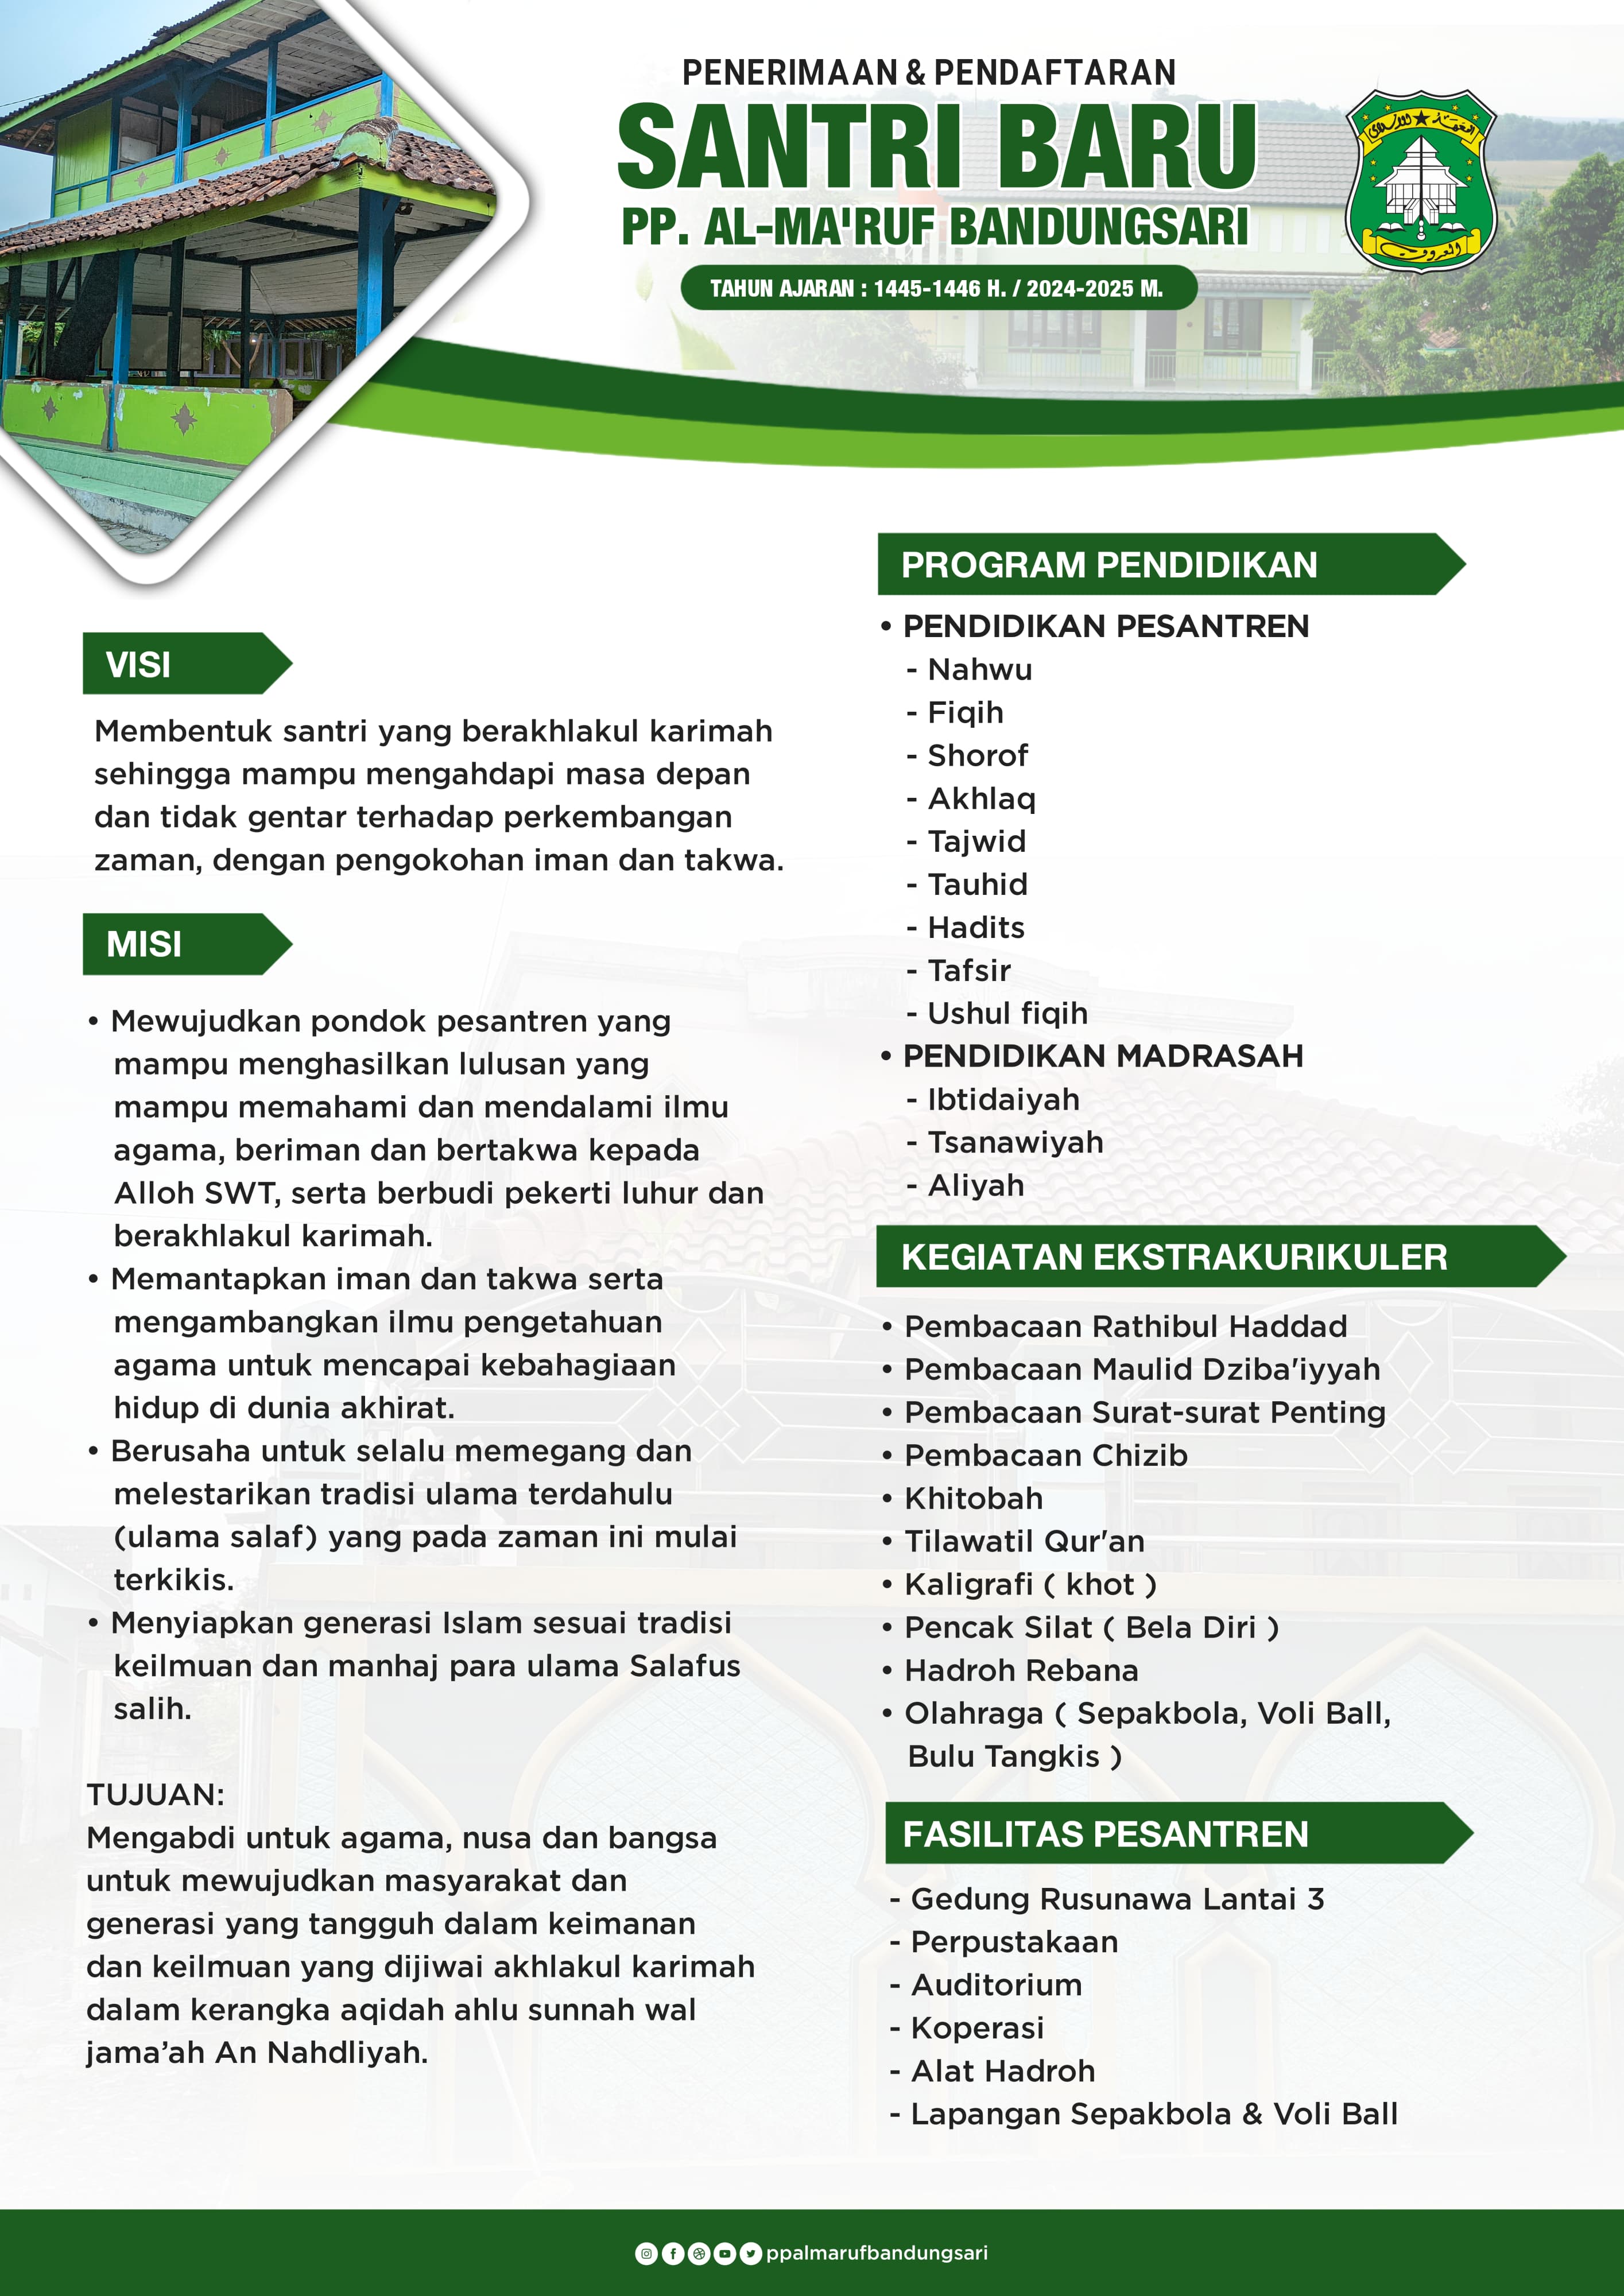 PENERIMAAN & PENDAFTARAN
SANTRI BARU
PP. AL-MA'RUF BANDUNGSARI
TAHUN AJARAN : 1445-1446 H. / 2024-2025 M.
VISI
Membentuk santri yang berakhlakul karimah
sehingga mampu mengahdapi masa depan
dan tidak gentar terhadap perkembangan
zaman, dengan pengokohan iman dan takwa.
MISI
• Mewujudkan pondok pesantren yang
mampu menghasilkan lulusan yang
mampu memahami dan mendalami ilmu
agama, beriman dan bertakwa kepada
Alloh SWT, serta berbudi pekerti luhur dan
berakhlakul karimah.
• Memantapkan iman dan takwa serta
mengambangkan ilmu pengetahuan
agama untuk mencapai kebahagiaan
hidup di dunia akhirat.
• Berusaha untuk selalu memegang dan
melestarikan tradisi ulama terdahulu
(ulama salaf) yang pada zaman ini mulai
terkikis.
• Menyiapkan generasi Islam sesuai tradisi
keilmuan dan manhaj para ulama Salafus
salih.
TUJUAN:
Mengabdi untuk agama, nusa dan bangsa
untuk mewujudkan masyarakat dan
generasi yang tangguh dalam keimanan
dan keilmuan yang dijiwai akhlakul karimah
dalam kerangka aqidah ahlu sunnah wal
jama’ah An Nahdliyah.
PROGRAM PENDIDIKAN
• PENDIDIKAN PESANTREN
- Nahwu
- Fiqih
- Shorof
- Akhlaq
- Tajwid
- Tauhid
- Hadits
- Tafsir
- Ushul fiqih
• PENDIDIKAN MADRASAH
- Ibtidaiyah
- Tsanawiyah
- Aliyah
KEGIATAN EKSTRAKURIKULER
• Pembacaan Rathibul Haddad
• Pembacaan Maulid Dziba'iyyah
• Pembacaan Surat-surat Penting
• Pembacaan Chizib
• Khitobah
• Tilawatil Qur'an
• Kaligrafi ( khot )
• Pencak Silat ( Bela Diri )
• Hadroh Rebana
• Olahraga ( Sepakbola, Voli Ball,
Bulu Tangkis )
FASILITAS PESANTREN
- Gedung Rusunawa Lantai 3
- Perpustakaan
- Auditorium
- Koperasi
- Alat Hadroh
- Lapangan Sepakbola & Voli Ball
ppalmarufbandungsari